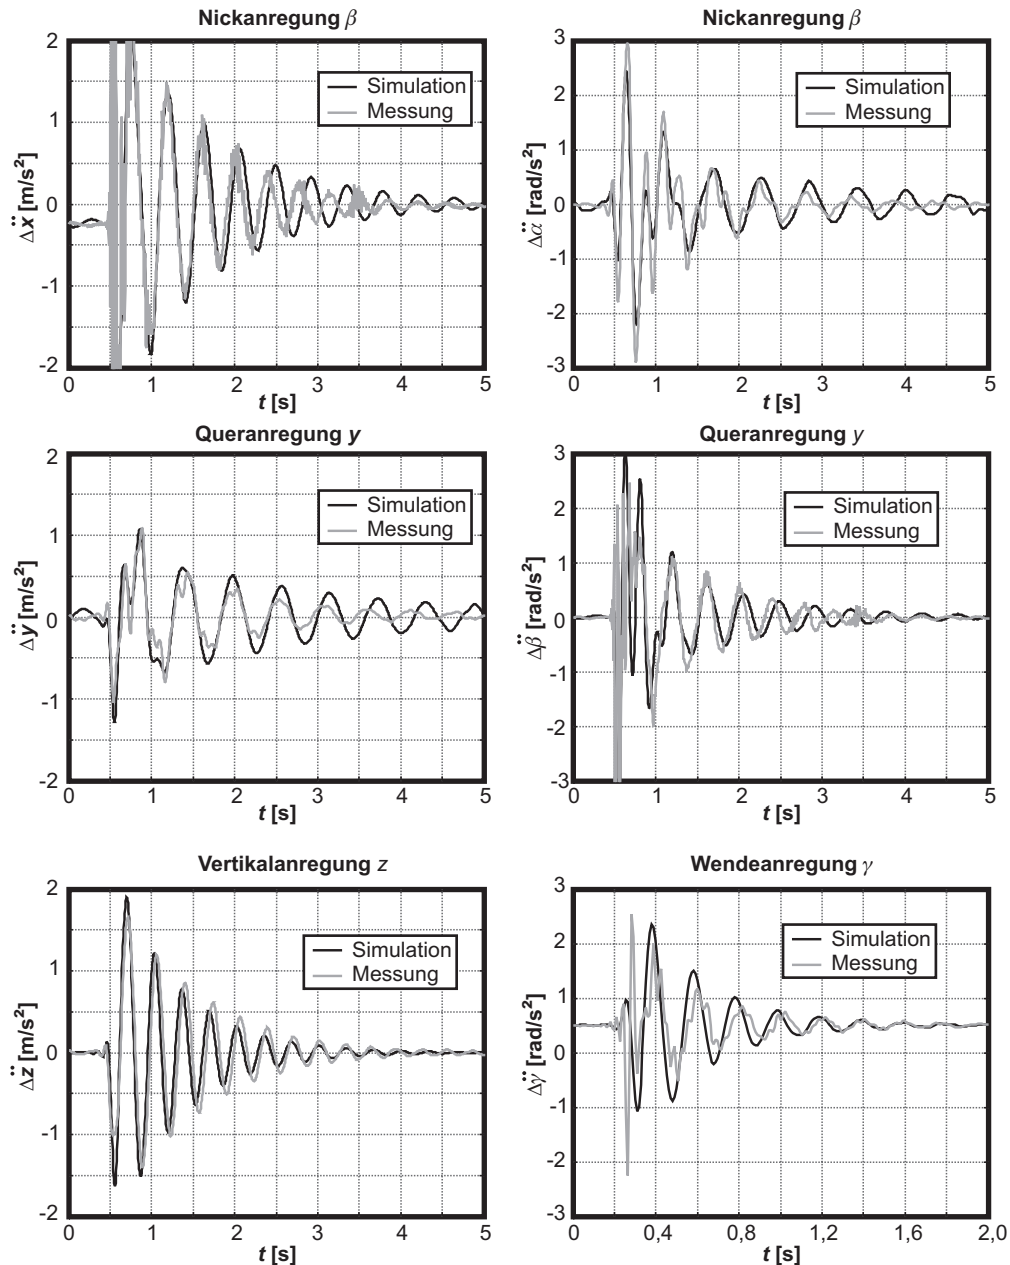 Nickanregung β
2
1
0
-1
-2
0 1 2 3 4 5
Δẍ [m/s²]
t [s]
Simulation
Messung
Nickanregung β
3
2
1
0
-1
-2
-3
0 1 2 3 4 5
Δα̈ [rad/s²]
t [s]
Simulation
Messung
Queranregung y
2
1
0
-1
-2
0 1 2 3 4 5
Δÿ [m/s²]
t [s]
Simulation
Messung
Queranregung y
3
2
1
0
-1
-2
-3
0 1 2 3 4 5
Δβ̈ [rad/s²]
t [s]
Simulation
Messung
Vertikalanregung z
2
1
0
-1
-2
0 1 2 3 4 5
Δz̈ [m/s²]
t [s]
Simulation
Messung
Wendeanregung γ
3
2
1
0
-1
-2
-3
0 0,4 0,8 1,2 1,6 2,0
Δγ̈ [rad/s²]
t [s]
Simulation
Messung